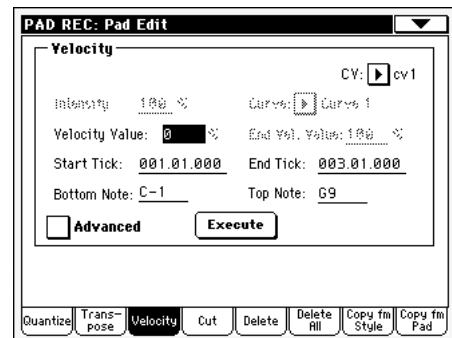 PAD REC: Pad Edit
Velocity
CV: cv1
Intensity 100 % Curve: Curve 1
Velocity Value: 0 % End Vel. Value: 100 %
Start Tick: 001.01.000 End Tick: 003.01.000
Bottom Note: C-1 Top Note: G9
Advanced Execute
Quantize Trans-pose Velocity Cut Delete Delete All Copy fm Style Copy fm Pad